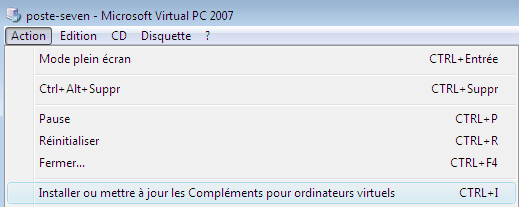 poste-seven - Microsoft Virtual PC 2007
Action Edition CD Disquette ?
Mode plein écran CTRL+Entrée
Ctrl+Alt+Suppr CTRL+Suppr
Pause CTRL+P
Réinitialiser CTRL+R
Fermer... CTRL+F4
Installer ou mettre à jour les Compléments pour ordinateurs virtuels CTRL+I